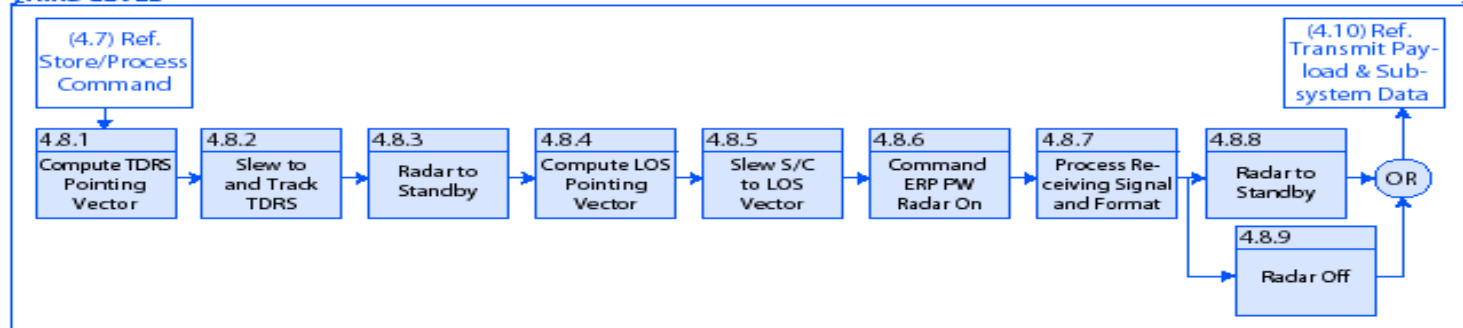 (4.7) Ref.
Store/Process
Command
(4.10) Ref.
Transmit Pay-
load & Sub-
system Data
4.8.1
Compute TDRS
Pointing
Vector
4.8.2
Slew to
and Track
TDRS
4.8.3
Radar to
Standby
4.8.4
Compute LOS
Pointing
Vector
4.8.5
Slew S/C
to LOS
Vector
4.8.6
Command
ERP PW
Radar On
4.8.7
Process Re-
ceiving Signal
and Format
4.8.8
Radar to
Standby
OR
4.8.9
Radar Off